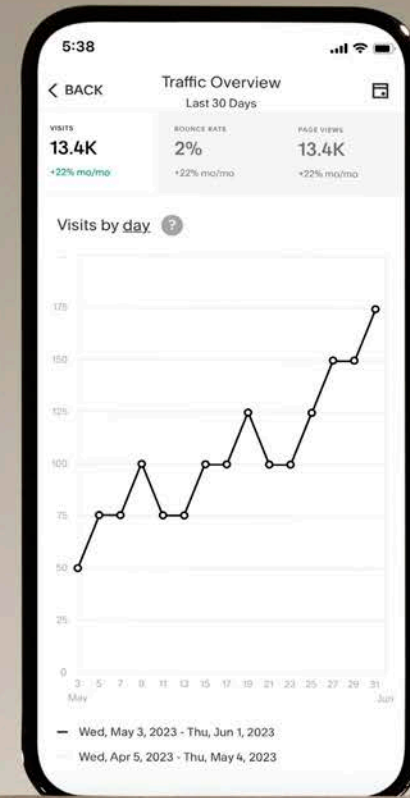 5:38
BACK
Traffic Overview
Last 30 Days
VISITS
13.4K
+22% mo/mo
BOUNCE RATE
2%
+22% mo/mo
PAGE VIEWS
13.4K
+22% mo/mo
Visits by day ?
175
150
125
100
75
50
25
0
3 5 7 9 11 13 15 17 19 21 23 25 27 29 31
May Jun
Wed, May 3, 2023 - Thu, Jun 1, 2023
Wed, Apr 5, 2023 - Thu, May 4, 2023